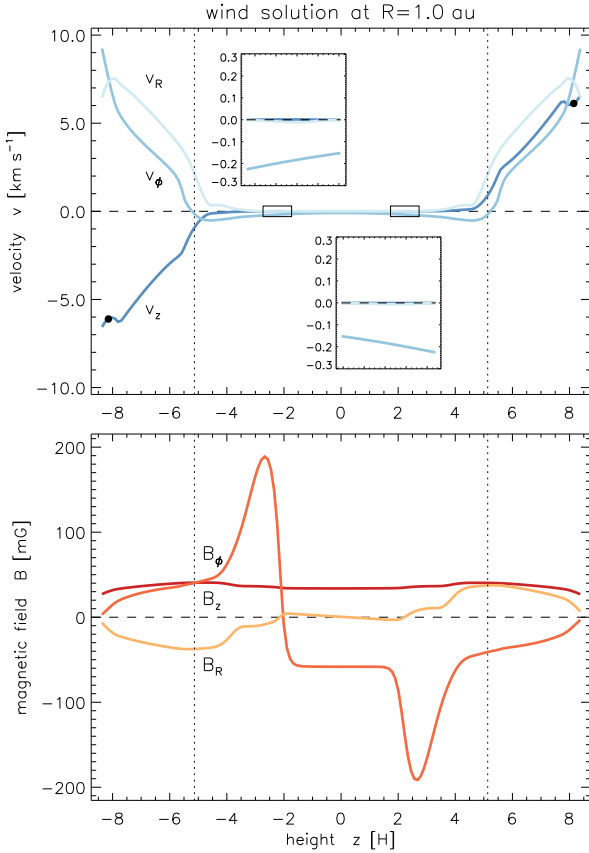 wind solution at R=1.0 au
velocity v [km s⁻¹]
10.0
5.0
0.0
−5.0
−10.0
v_R
v_ϕ
v_z
0.3
0.2
0.1
0.0
−0.1
−0.2
−0.3
0.3
0.2
0.1
0.0
−0.1
−0.2
−0.3
−8 −6 −4 −2 0 2 4 6 8
magnetic field B [mG]
200
100
0
−100
−200
B_ϕ
B_z
B_R
−8 −6 −4 −2 0 2 4 6 8
height z [H]